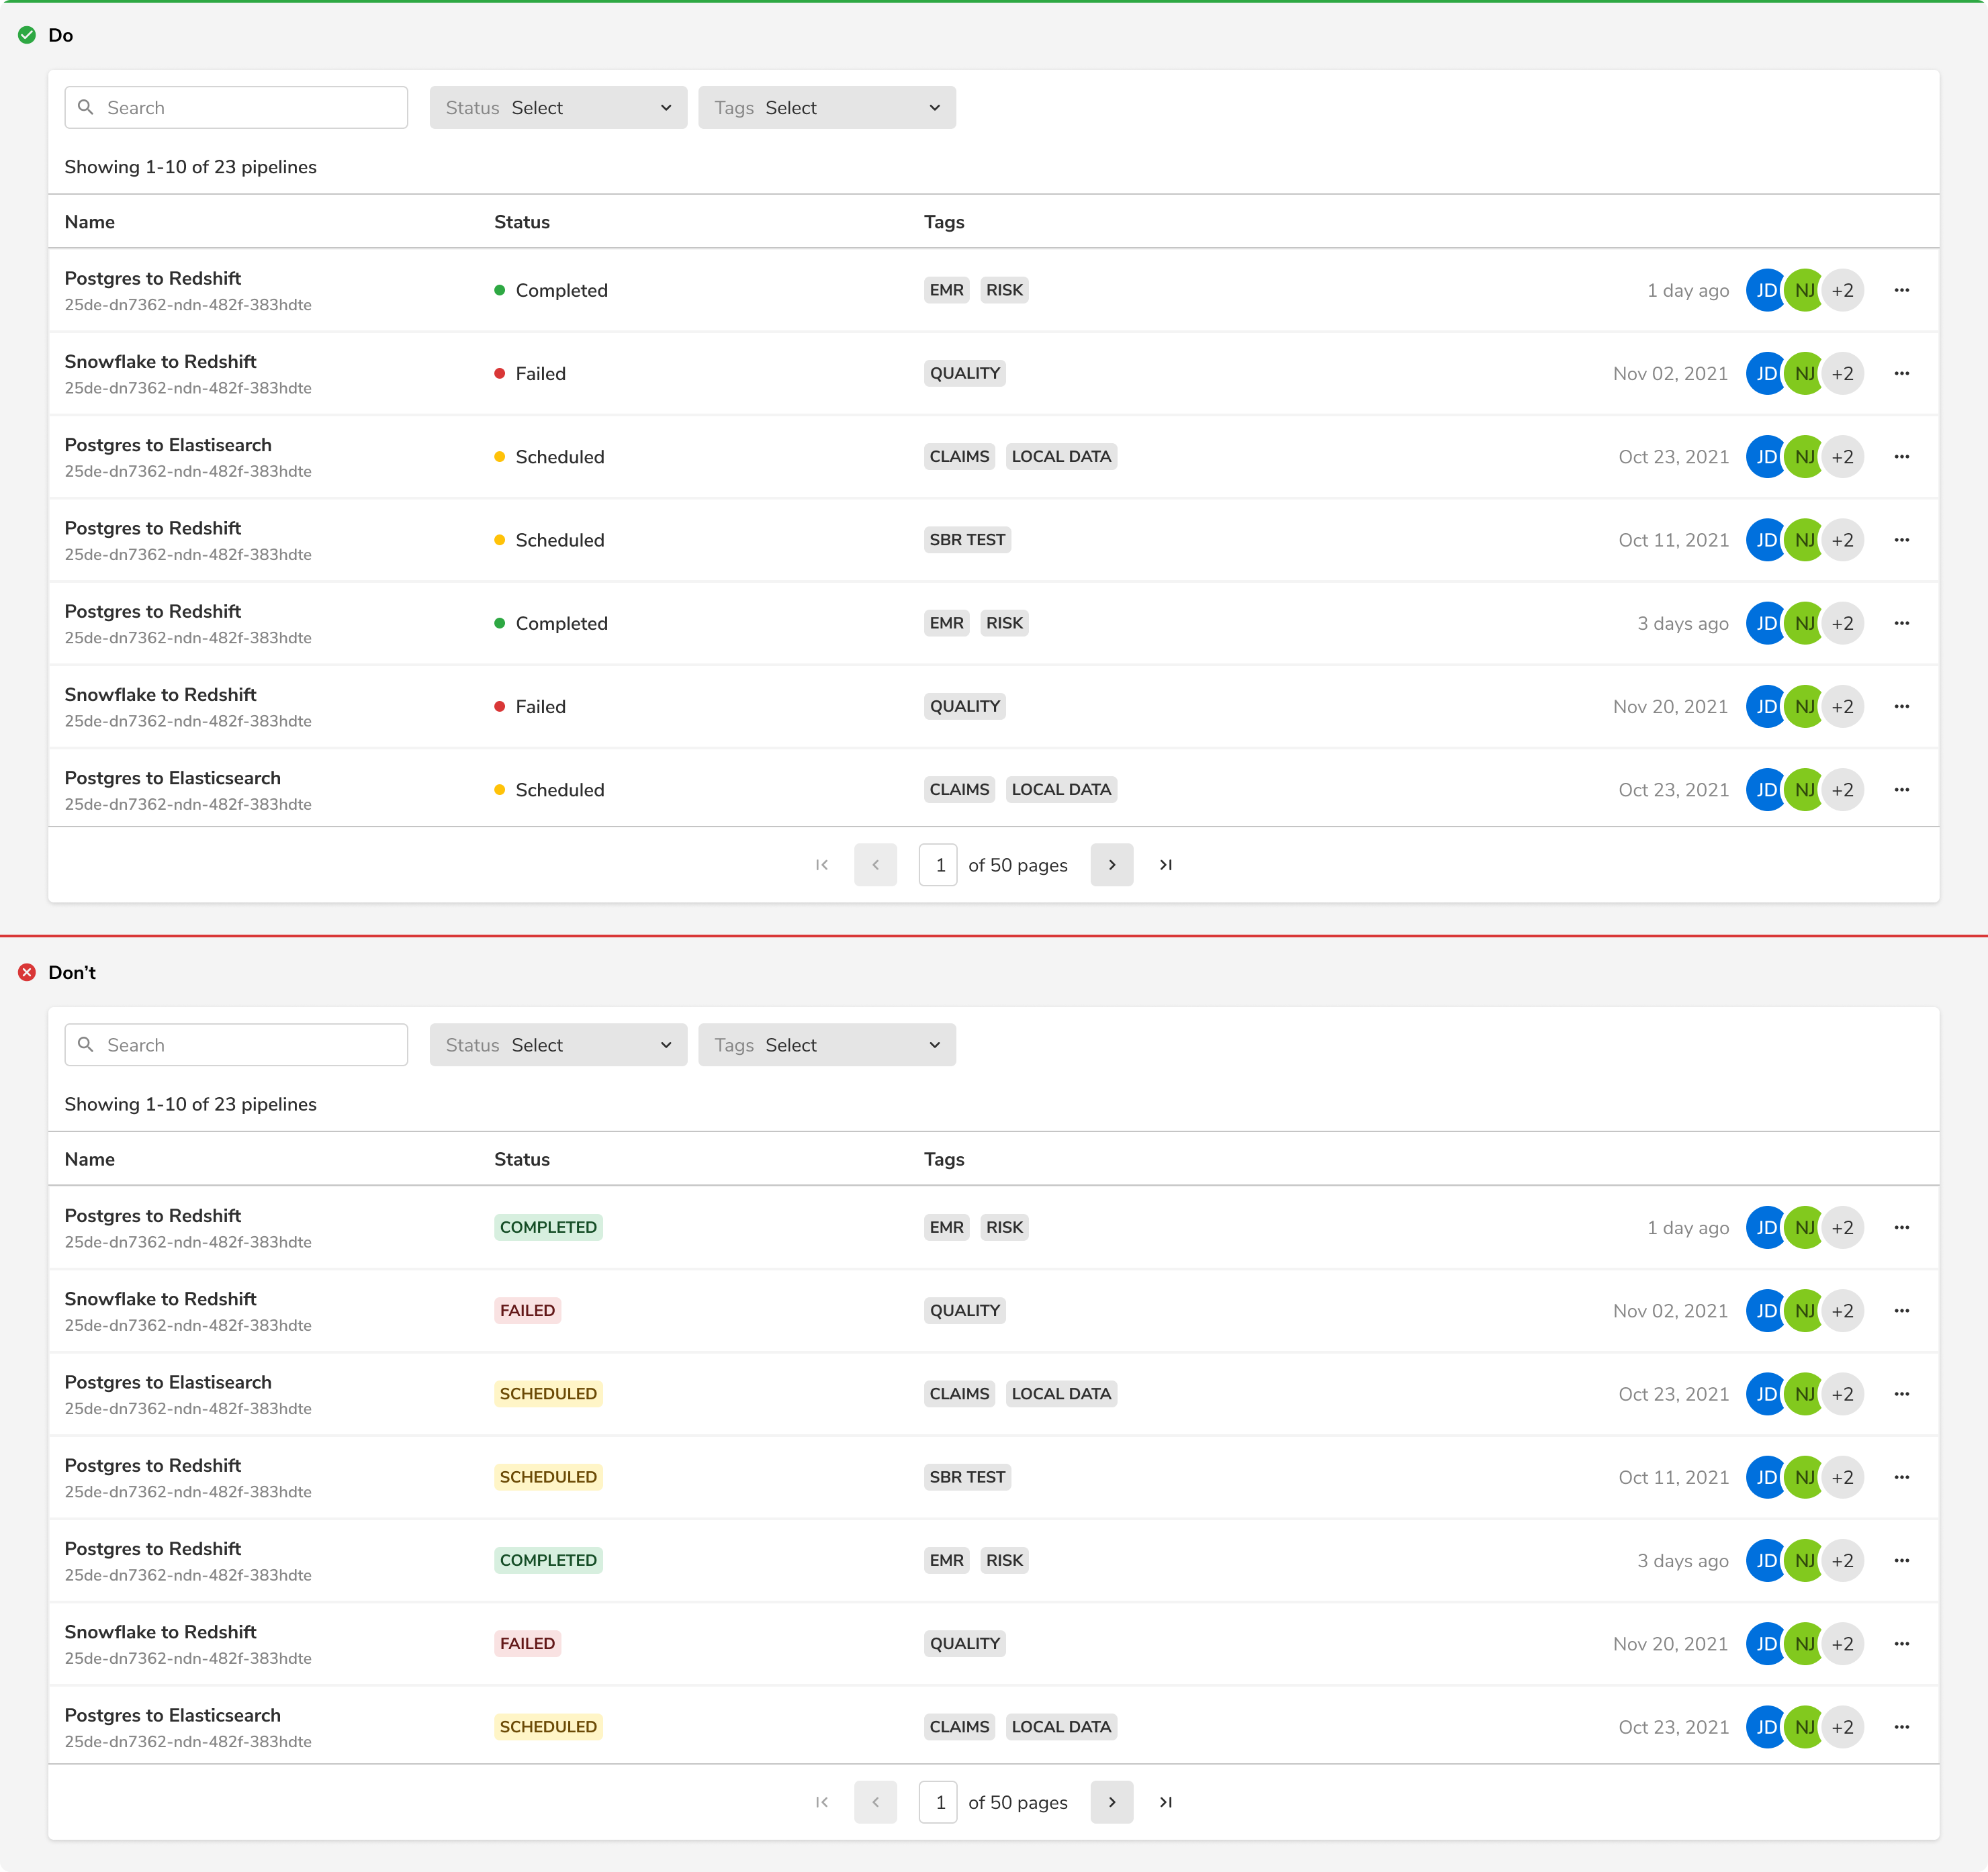 Do
Search Status Select Tags Select
Showing 1-10 of 23 pipelines
Name Status Tags
Postgres to Redshift
25de-dn7362-ndn-482f-383hdte
Completed EMR RISK 1 day ago JD NJ +2
Snowflake to Redshift
25de-dn7362-ndn-482f-383hdte
Failed QUALITY Nov 02, 2021 JD NJ +2
Postgres to Elastisearch
25de-dn7362-ndn-482f-383hdte
Scheduled CLAIMS LOCAL DATA Oct 23, 2021 JD NJ +2
Postgres to Redshift
25de-dn7362-ndn-482f-383hdte
Scheduled SBR TEST Oct 11, 2021 JD NJ +2
Postgres to Redshift
25de-dn7362-ndn-482f-383hdte
Completed EMR RISK 3 days ago JD NJ +2
Snowflake to Redshift
25de-dn7362-ndn-482f-383hdte
Failed QUALITY Nov 20, 2021 JD NJ +2
Postgres to Elasticsearch
25de-dn7362-ndn-482f-383hdte
Scheduled CLAIMS LOCAL DATA Oct 23, 2021 JD NJ +2
1 of 50 pages
Don’t
Search Status Select Tags Select
Showing 1-10 of 23 pipelines
Name Status Tags
Postgres to Redshift
25de-dn7362-ndn-482f-383hdte
COMPLETED EMR RISK 1 day ago JD NJ +2
Snowflake to Redshift
25de-dn7362-ndn-482f-383hdte
FAILED QUALITY Nov 02, 2021 JD NJ +2
Postgres to Elastisearch
25de-dn7362-ndn-482f-383hdte
SCHEDULED CLAIMS LOCAL DATA Oct 23, 2021 JD NJ +2
Postgres to Redshift
25de-dn7362-ndn-482f-383hdte
SCHEDULED SBR TEST Oct 11, 2021 JD NJ +2
Postgres to Redshift
25de-dn7362-ndn-482f-383hdte
COMPLETED EMR RISK 3 days ago JD NJ +2
Snowflake to Redshift
25de-dn7362-ndn-482f-383hdte
FAILED QUALITY Nov 20, 2021 JD NJ +2
Postgres to Elasticsearch
25de-dn7362-ndn-482f-383hdte
SCHEDULED CLAIMS LOCAL DATA Oct 23, 2021 JD NJ +2
1 of 50 pages